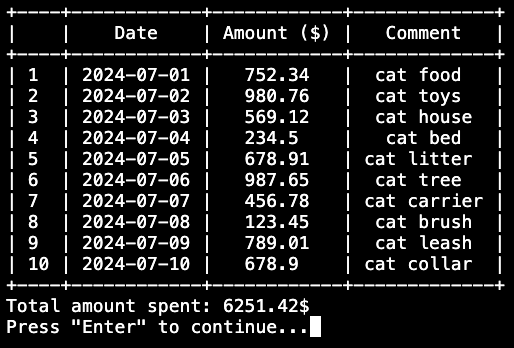 +----+------------+------------+-------------+
|    |    Date    | Amount ($) |   Comment   |
+----+------------+------------+-------------+
| 1  | 2024-07-01 |   752.34   |  cat food   |
| 2  | 2024-07-02 |   980.76   |  cat toys   |
| 3  | 2024-07-03 |   569.12   |  cat house  |
| 4  | 2024-07-04 |   234.5    |   cat bed   |
| 5  | 2024-07-05 |   678.91   | cat litter  |
| 6  | 2024-07-06 |   987.65   |  cat tree   |
| 7  | 2024-07-07 |   456.78   | cat carrier |
| 8  | 2024-07-08 |   123.45   |  cat brush  |
| 9  | 2024-07-09 |   789.01   |  cat leash  |
| 10 | 2024-07-10 |   678.9    | cat collar  |
+----+------------+------------+-------------+
Total amount spent: 6251.42$
Press "Enter" to continue...